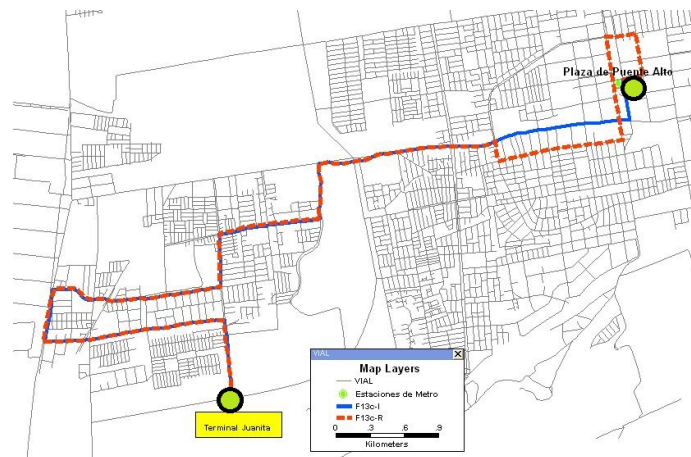 Plaza de Puente Alto
Terminal Juanita
VIAL
Map Layers
VIAL
Estaciones de Metro
F13c-I
F13c-R
0 .3 .6 .9
Kilometers